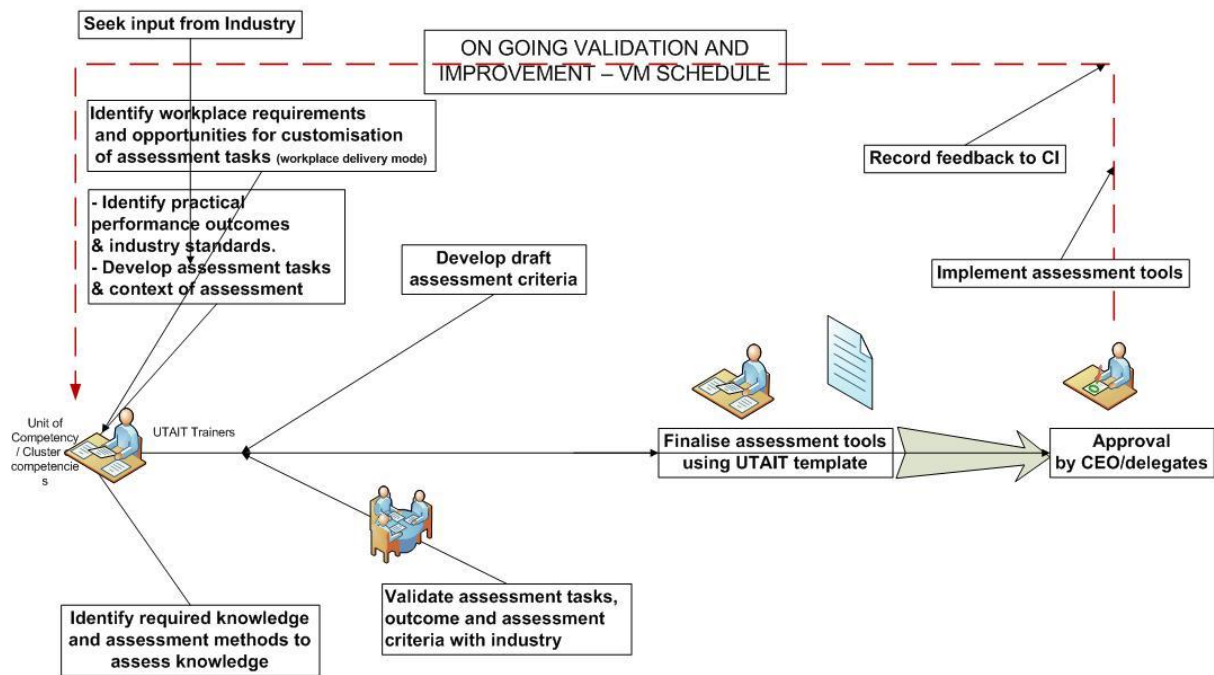 Seek input from Industry
ON GOING VALIDATION AND
IMPROVEMENT – VM SCHEDULE
Identify workplace requirements
and opportunities for customisation
of assessment tasks (workplace delivery mode)
Record feedback to CI
- Identify practical
performance outcomes
& industry standards.
- Develop assessment tasks
& context of assessment
Develop draft
assessment criteria
Implement assessment tools
Unit of
Competency
/ Cluster
competencie
s
UTAIT Trainers
Finalise assessment tools
using UTAIT template
Approval
by CEO/delegates
Validate assessment tasks,
outcome and assessment
criteria with industry
Identify required knowledge
and assessment methods to
assess knowledge